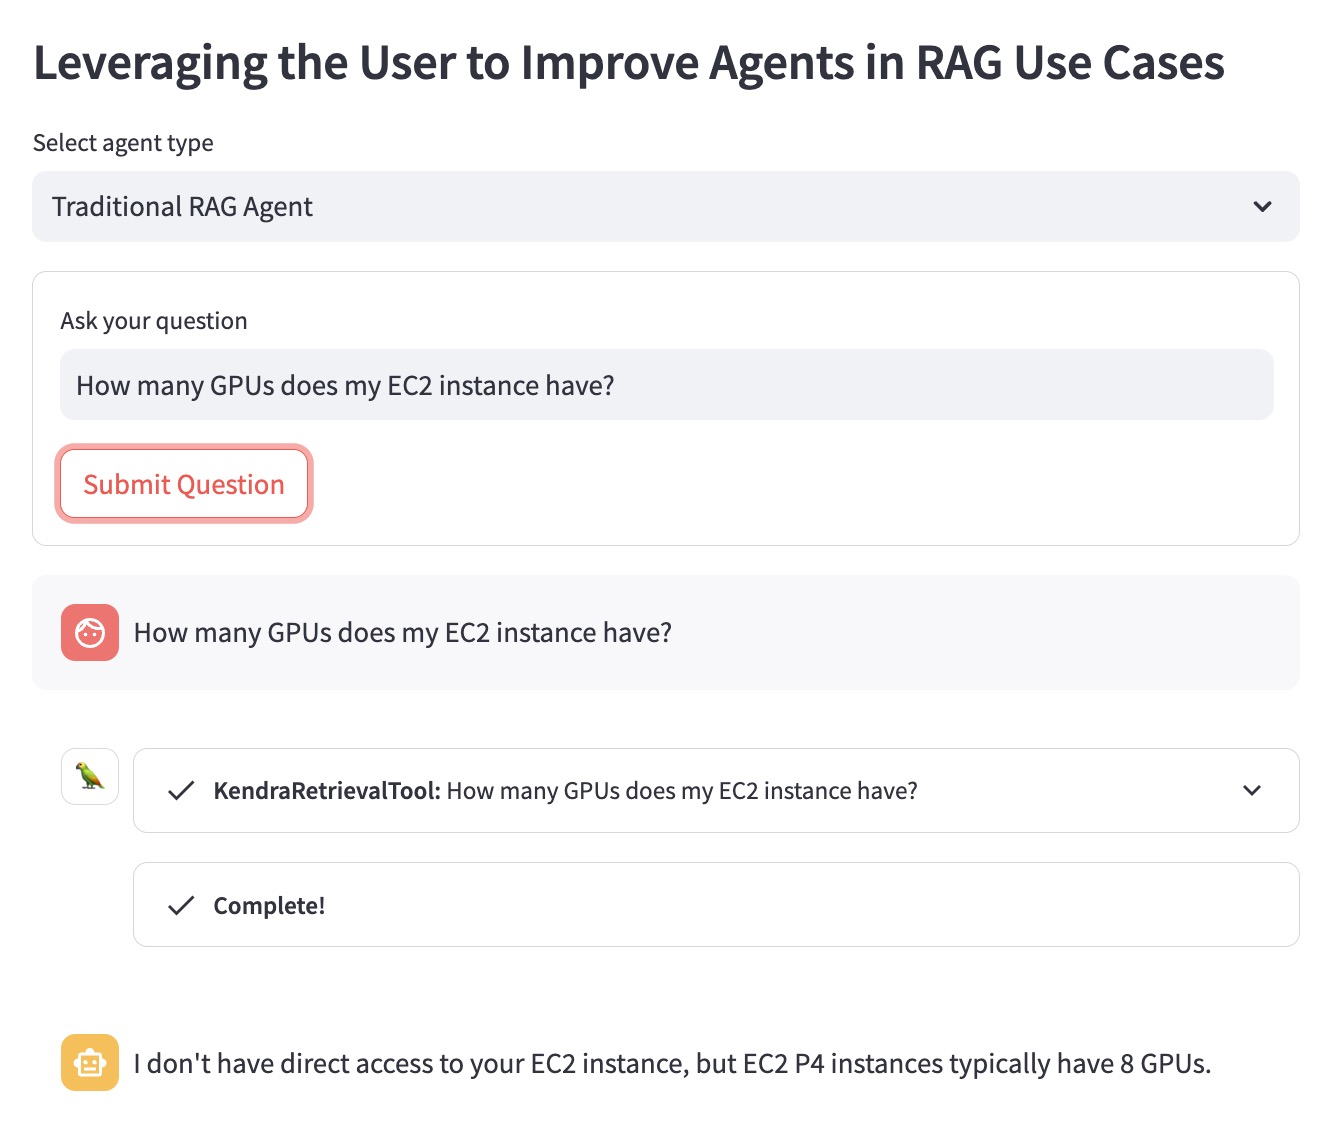 Leveraging the User to Improve Agents in RAG Use Cases
Select agent type
Traditional RAG Agent
Ask your question
How many GPUs does my EC2 instance have?
Submit Question
How many GPUs does my EC2 instance have?
KendraRetrievalTool: How many GPUs does my EC2 instance have?
Complete!
I don't have direct access to your EC2 instance, but EC2 P4 instances typically have 8 GPUs.